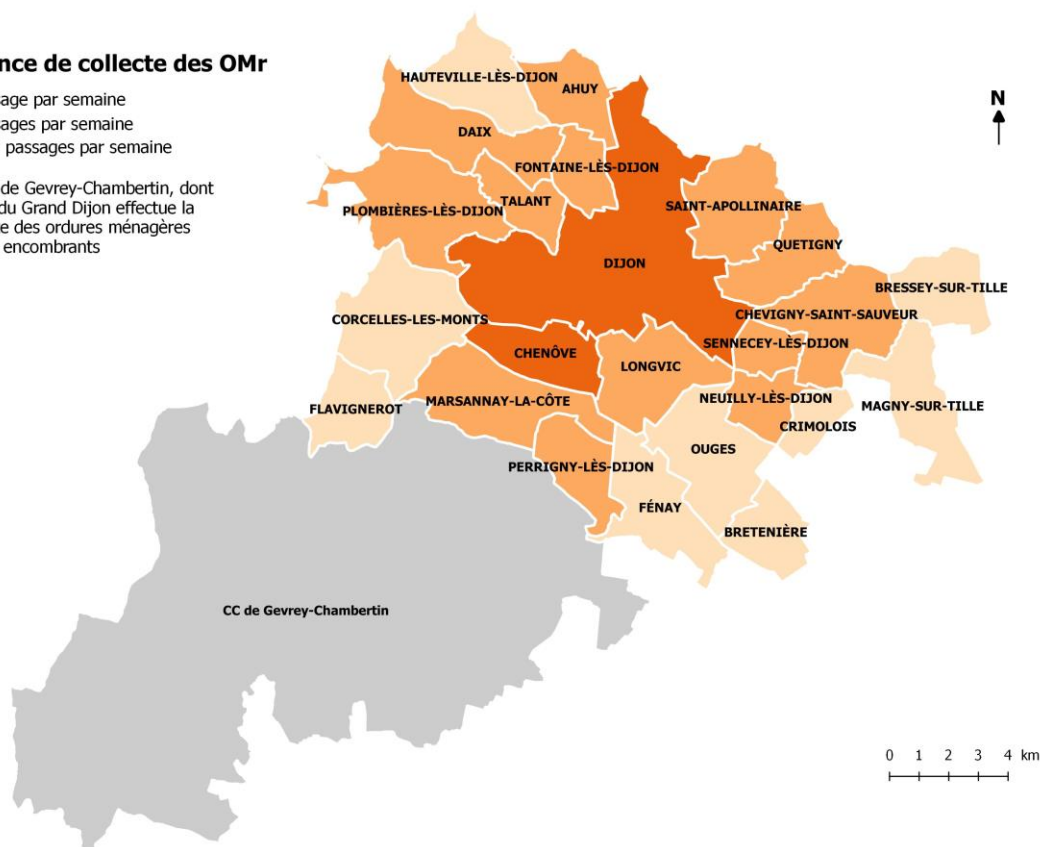 nce de collecte des OMr
sage par semaine
sages par semaine
passages par semaine
de Gevrey-Chambertin, dont
du Grand Dijon effectue la
te des ordures ménagères
encombrants
N
HAUTEVILLE-LÈS-DIJON
AHUY
DAIX
FONTAINE-LÈS-DIJON
TALANT
PLOMBIÈRES-LÈS-DIJON
SAINT-APOLLINAIRE
QUETIGNY
DIJON
BRESSEY-SUR-TILLE
CORCELLES-LES-MONTS
CHEVIGNY-SAINT-SAUVEUR
SENNECEY-LÈS-DIJON
CHENÔVE
LONGVIC
FLAVIGNEROT
MARSANNAY-LA-CÔTE
NEUILLY-LÈS-DIJON
MAGNY-SUR-TILLE
CRIMOLOIS
OUGES
PERRIGNY-LÈS-DIJON
FÉNAY
BRETENIÈRE
CC de Gevrey-Chambertin
0 1 2 3 4 km